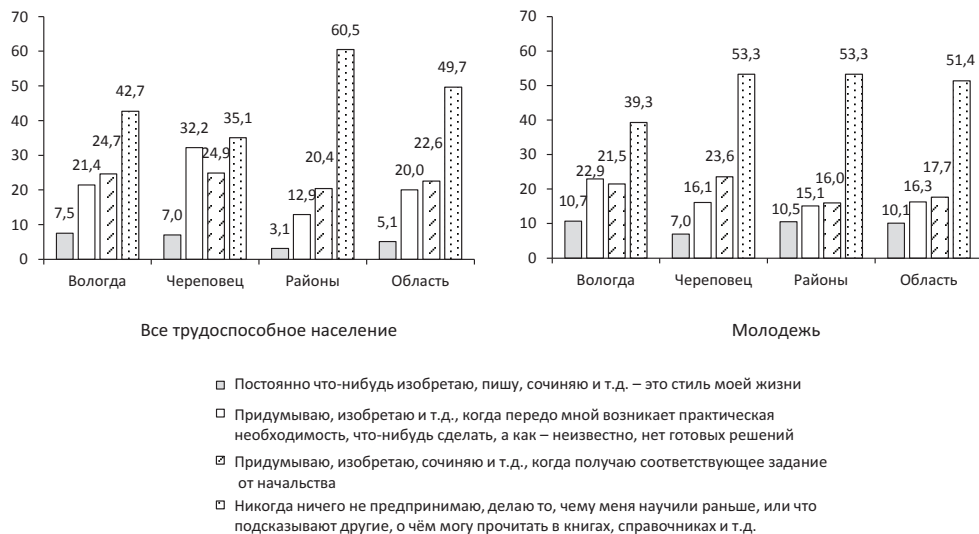 70
60
50
40
30
20
10
0
7,5
21,4
24,7
42,7
7,0
32,2
24,9
35,1
3,1
12,9
20,4
60,5
5,1
20,0
22,6
49,7
Вологда
Череповец
Районы
Область
Все трудоспособное население
70
60
50
40
30
20
10
0
10,7
22,9
21,5
39,3
7,0
16,1
23,6
53,3
10,5
15,1
16,0
53,3
10,1
16,3
17,7
51,4
Вологда
Череповец
Районы
Область
Молодежь
Постоянно что-нибудь изобретаю, пишу, сочиняю и т.д. – это стиль моей жизни
Придумываю, изобретаю и т.д., когда передо мной возникает практическая
необходимость, что-нибудь сделать, а как – неизвестно, нет готовых решений
Придумываю, изобретаю, сочиняю и т.д., когда получаю соответствующее задание
от начальства
Никогда ничего не предпринимаю, делаю то, чему меня научили раньше, или что
подсказывают другие, о чём могу прочитать в книгах, справочниках и т.д.